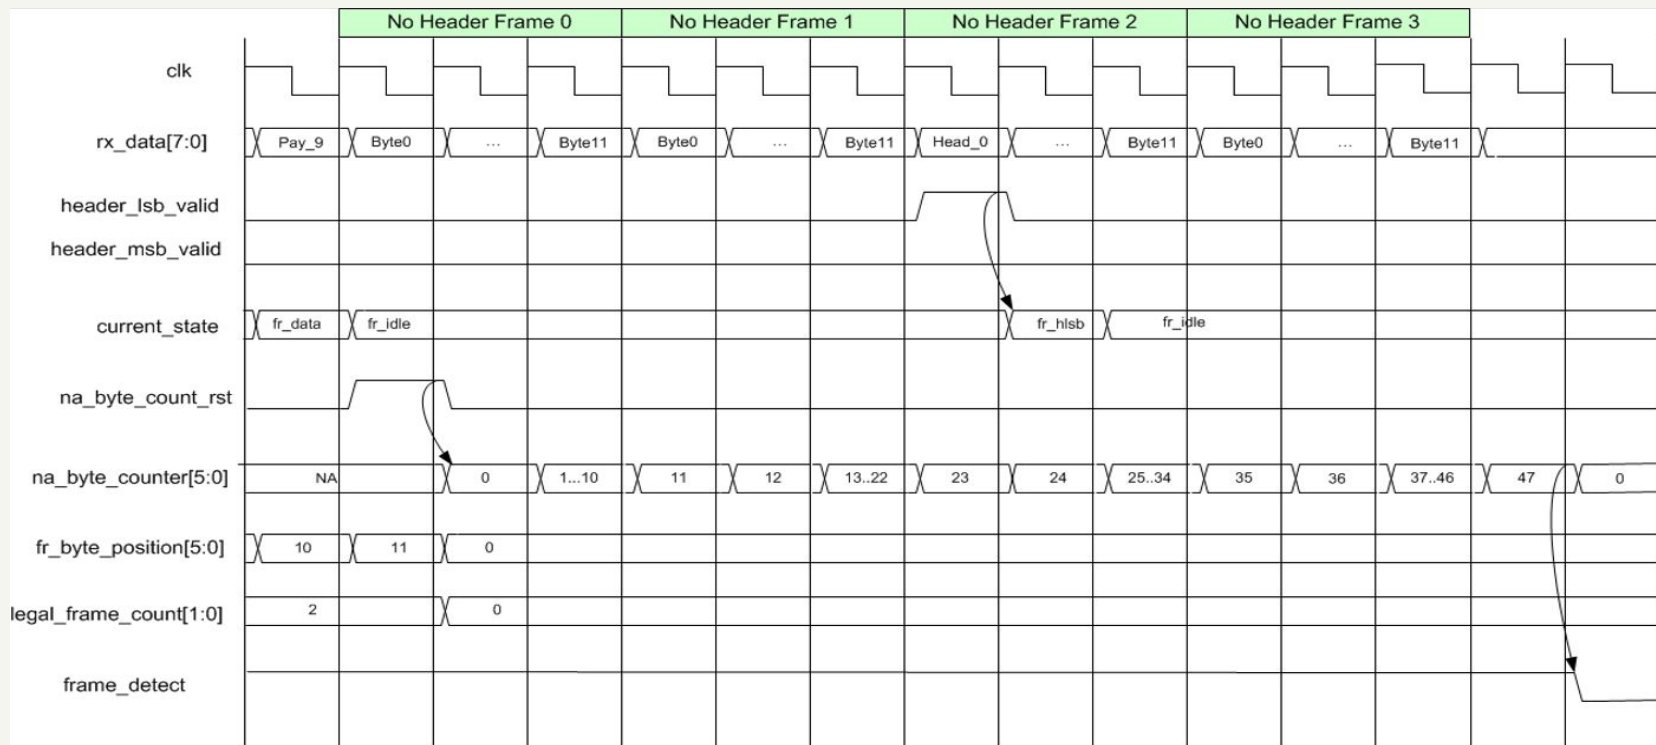 No Header Frame 0 No Header Frame 1 No Header Frame 2 No Header Frame 3
clk
rx_data[7:0] Pay_9 Byte0 ... Byte11 Byte0 ... Byte11 Head_0 ... Byte11 Byte0 ... Byte11
header_lsb_valid
header_msb_valid
current_state fr_data fr_idle fr_hlsb fr_idle
na_byte_count_rst
na_byte_counter[5:0] NA 0 1...10 11 12 13..22 23 24 25..34 35 36 37..46 47 0
fr_byte_position[5:0] 10 11 0
legal_frame_count[1:0] 2 0
frame_detect